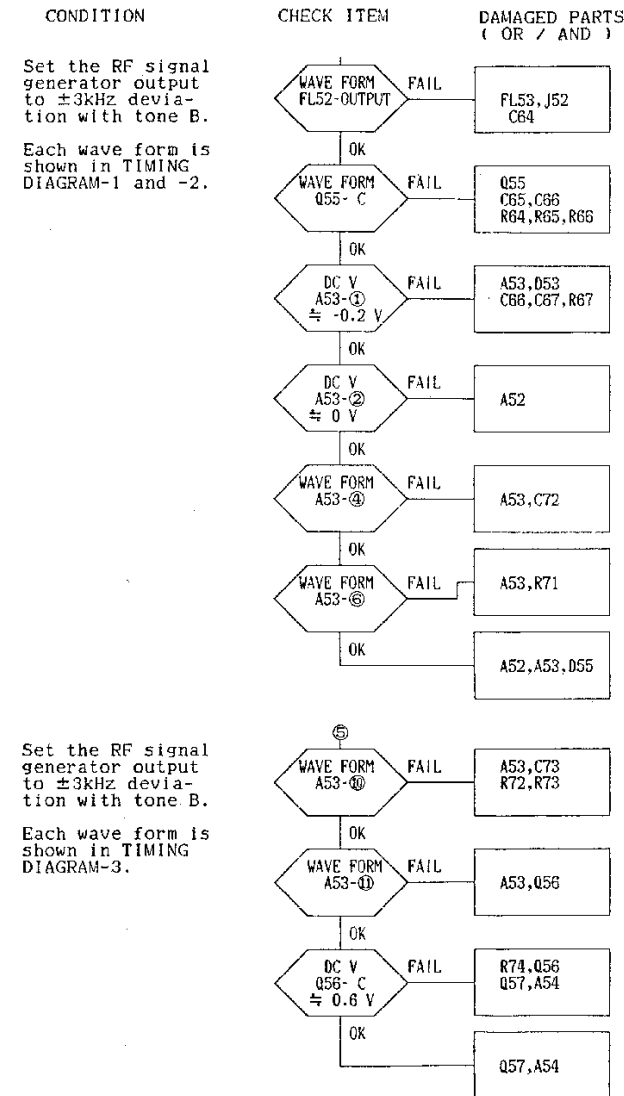 CONDITION
CHECK ITEM
DAMAGED PARTS
( OR / AND )
Set the RF signal
generator output
to ±3kHz devia-
tion with tone B.
Each wave form is
shown in TIMING
DIAGRAM-1 and -2.
WAVE FORM
FL52-OUTPUT
FAIL
FL53,J52
C64
OK
WAVE FORM
Q55- C
FAIL
Q55
C65,C66
R64,R65,R66
OK
DC V
A53-①
≒ -0.2 V
FAIL
A53,D53
C66,C67,R67
OK
DC V
A53-②
≒ 0 V
FAIL
A52
OK
WAVE FORM
A53-④
FAIL
A53,C72
OK
WAVE FORM
A53-⑥
FAIL
A53,R71
OK
A52,A53,D55
⑤
Set the RF signal
generator output
to ±3kHz devia-
tion with tone B.
Each wave form is
shown in TIMING
DIAGRAM-3.
WAVE FORM
A53-⑩
FAIL
A53,C73
R72,R73
OK
WAVE FORM
A53-⑪
FAIL
A53,Q56
OK
DC V
Q56- C
≒ 0.6 V
FAIL
R74,Q56
Q57,A54
OK
Q57,A54